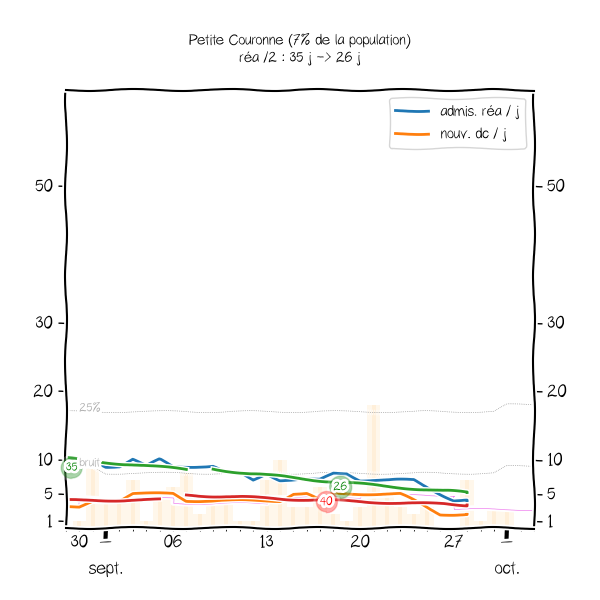 Petite Couronne (7% de la population)
réa /2 : 35 j -> 26 j
admis. réa / j
nouv. dc / j
50 50
30 30
20 20
25%
10 10
bruit
35
26
5 5
40
1 1
30 1 06 13 20 27 1
sept. oct.